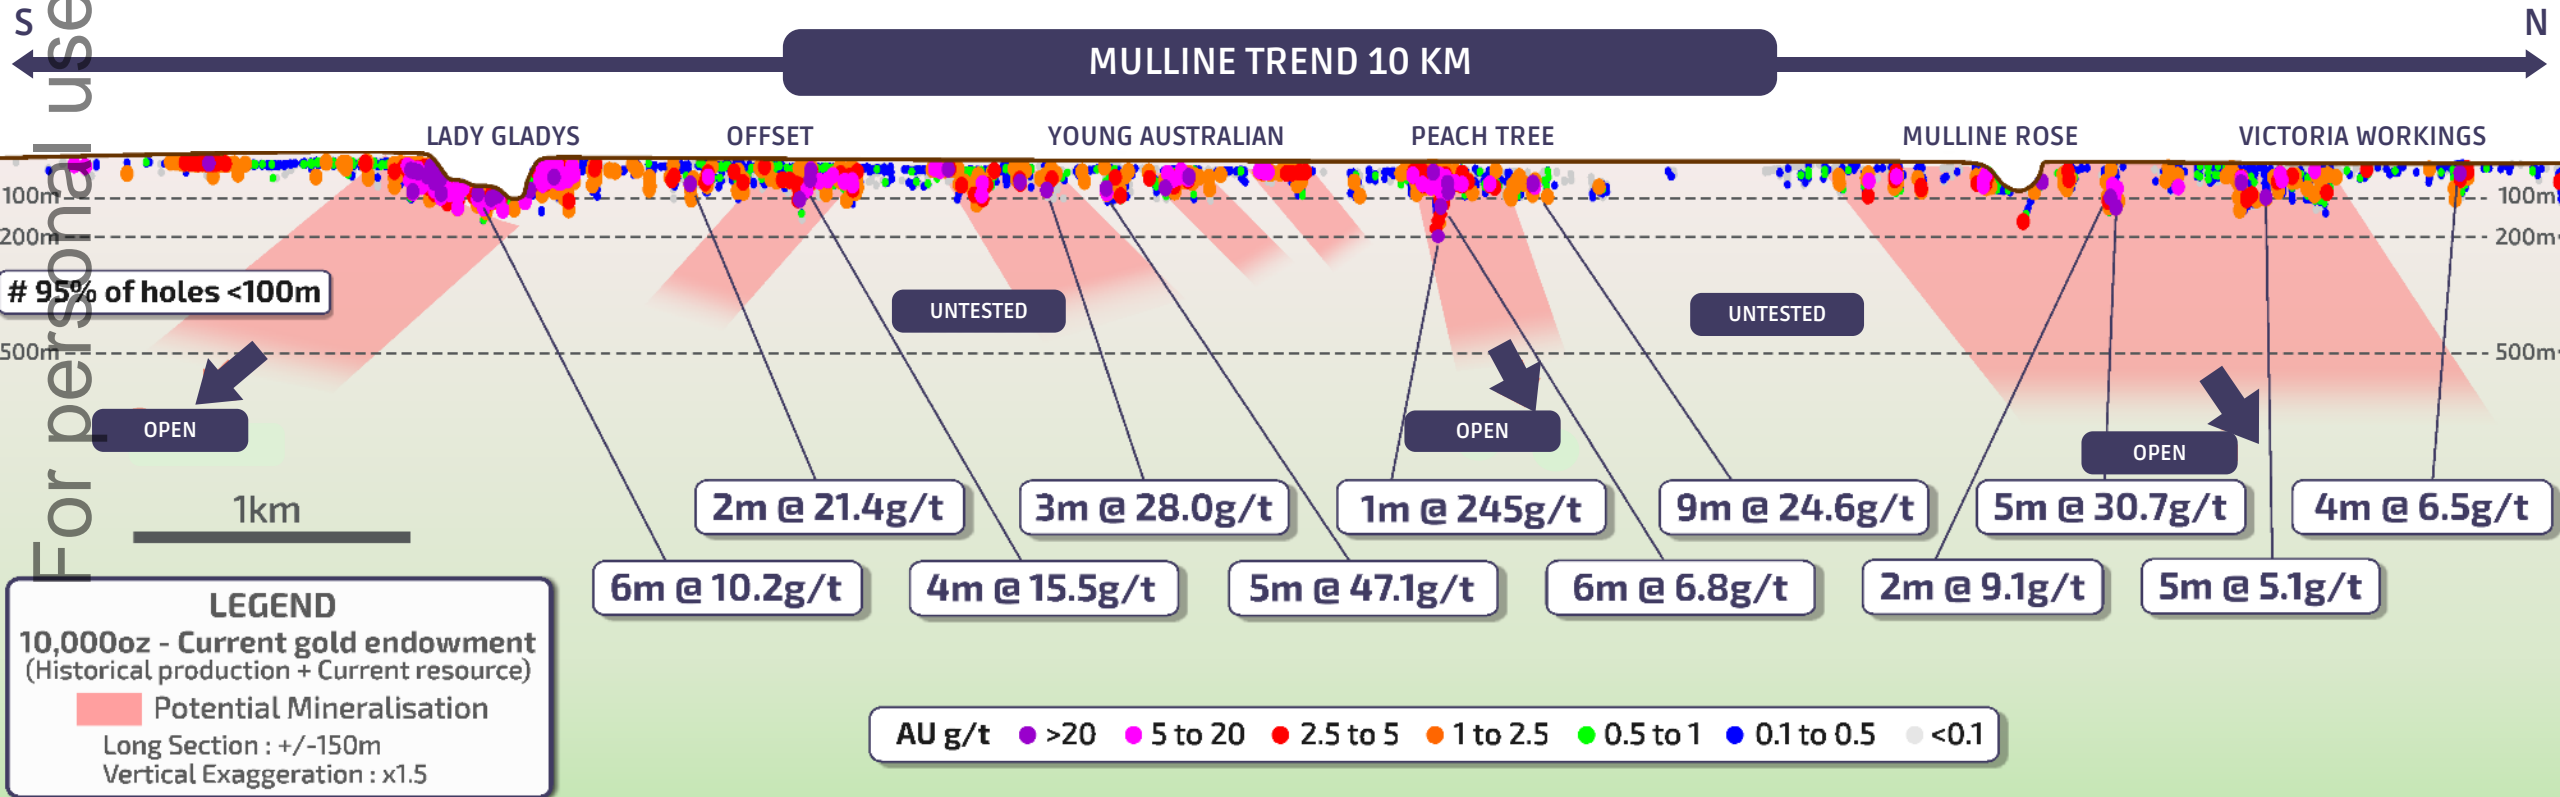 S
N
MULLINE TREND 10 KM
LADY GLADYS
OFFSET
YOUNG AUSTRALIAN
PEACH TREE
MULLINE ROSE
VICTORIA WORKINGS
100m
100m
200m
200m
# 95% of holes <100m
UNTESTED
UNTESTED
500m
500m
OPEN
OPEN
OPEN
1km
2m @ 21.4g/t
3m @ 28.0g/t
1m @ 245g/t
9m @ 24.6g/t
5m @ 30.7g/t
4m @ 6.5g/t
6m @ 10.2g/t
4m @ 15.5g/t
5m @ 47.1g/t
6m @ 6.8g/t
2m @ 9.1g/t
5m @ 5.1g/t
LEGEND
10,000oz - Current gold endowment
(Historical production + Current resource)
Potential Mineralisation
Long Section : +/-150m
Vertical Exaggeration : x1.5
AU g/t >20 5 to 20 2.5 to 5 1 to 2.5 0.5 to 1 0.1 to 0.5 <0.1
For personal use